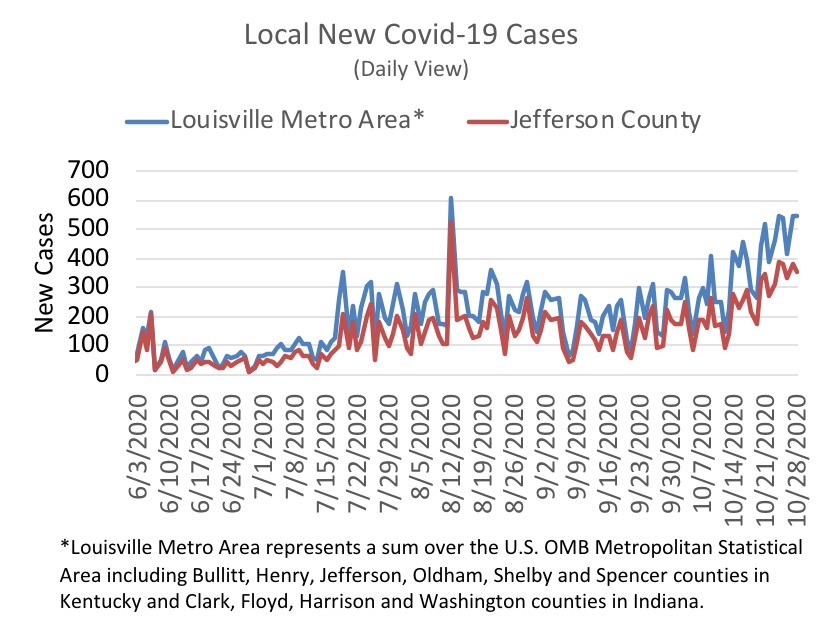 Local New Covid-19 Cases
(Daily View)
Louisville Metro Area* Jefferson County
700
600
500
400
300
200
100
0
New Cases
6/3/2020 6/10/2020 6/17/2020 6/24/2020 7/1/2020 7/8/2020 7/15/2020 7/22/2020 7/29/2020 8/5/2020 8/12/2020 8/19/2020 8/26/2020 9/2/2020 9/9/2020 9/16/2020 9/23/2020 9/30/2020 10/7/2020 10/14/2020 10/21/2020 10/28/2020
*Louisville Metro Area represents a sum over the U.S. OMB Metropolitan Statistical
Area including Bullitt, Henry, Jefferson, Oldham, Shelby and Spencer counties in
Kentucky and Clark, Floyd, Harrison and Washington counties in Indiana.